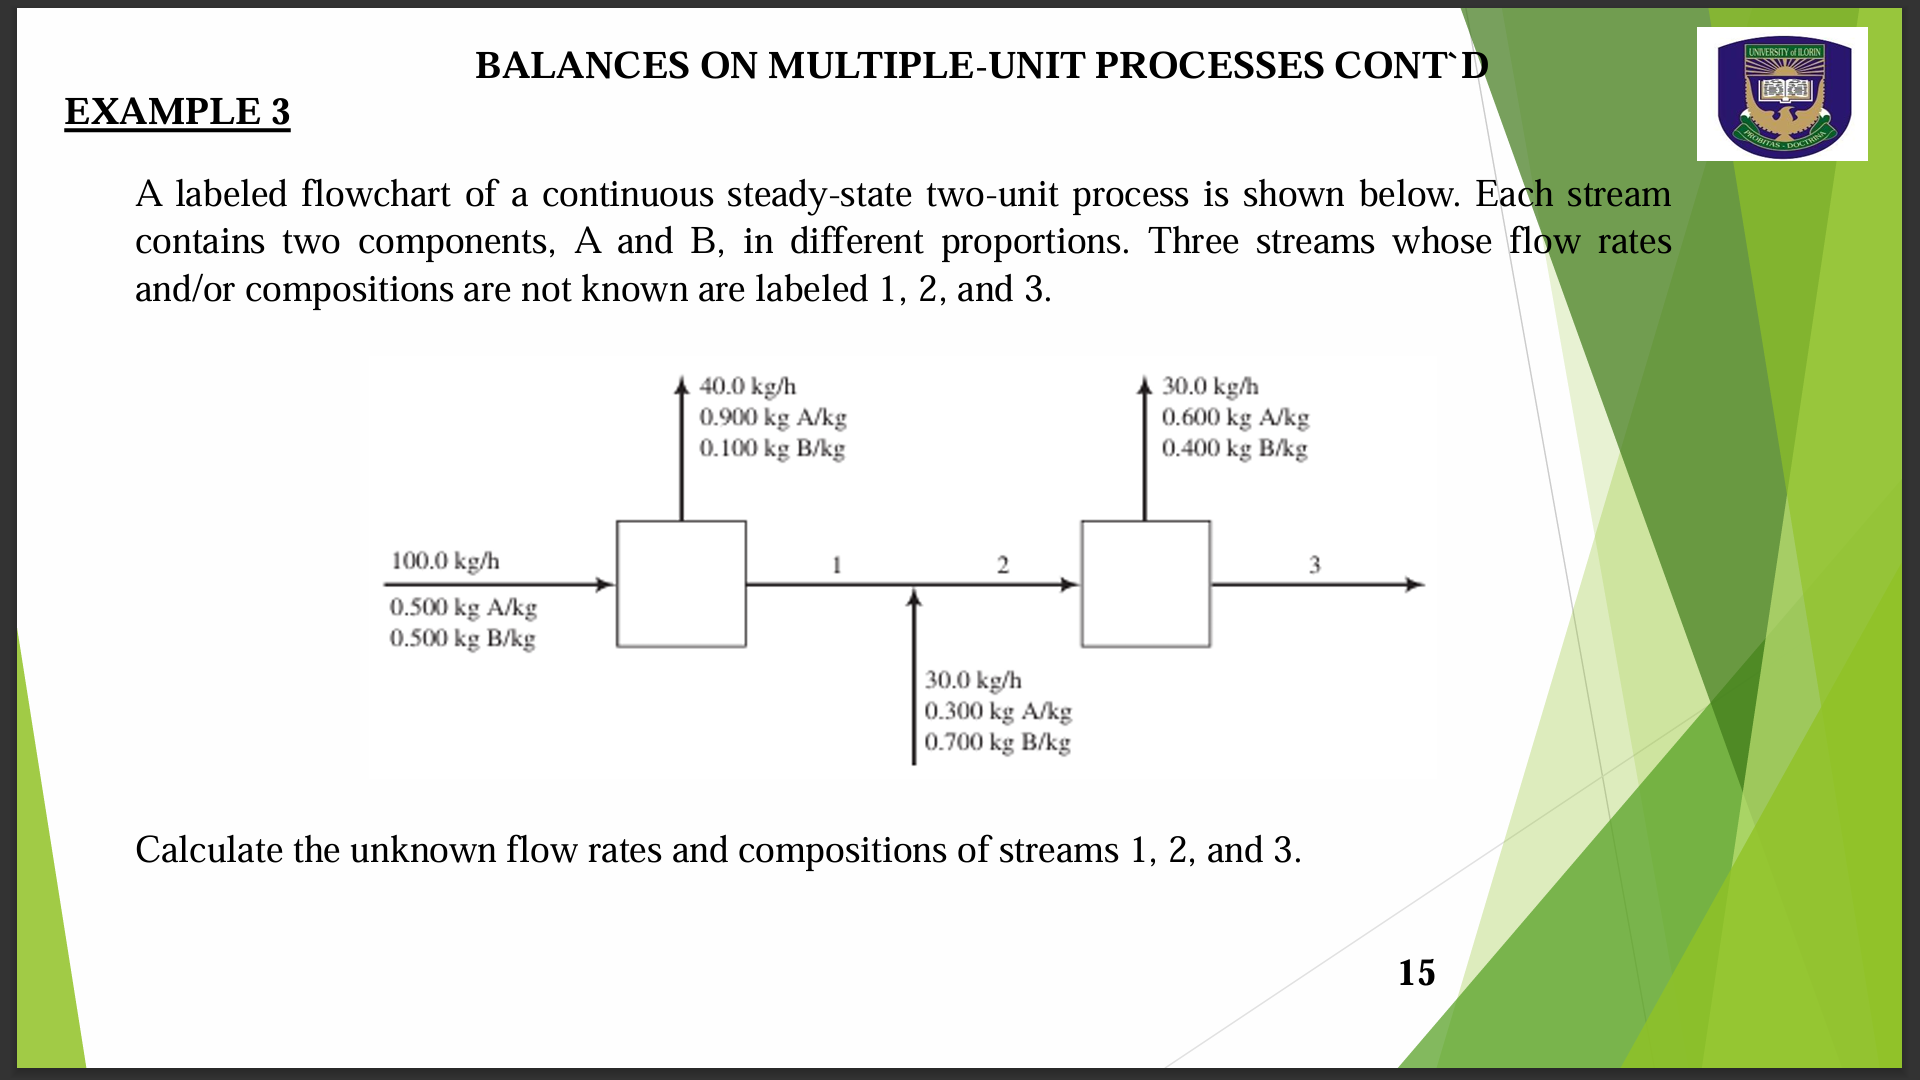 BALANCES ON MULTIPLE-UNIT PROCESSES CONT`D
EXAMPLE 3
UNIVERSITY of ILORIN
PROBITAS - DOCTRINA
A labeled flowchart of a continuous steady-state two-unit process is shown below. Each stream
contains two components, A and B, in different proportions. Three streams whose flow rates
and/or compositions are not known are labeled 1, 2, and 3.
40.0 kg/h
0.900 kg A/kg
0.100 kg B/kg
30.0 kg/h
0.600 kg A/kg
0.400 kg B/kg
100.0 kg/h
0.500 kg A/kg
0.500 kg B/kg
1
2
3
30.0 kg/h
0.300 kg A/kg
0.700 kg B/kg
Calculate the unknown flow rates and compositions of streams 1, 2, and 3.
15